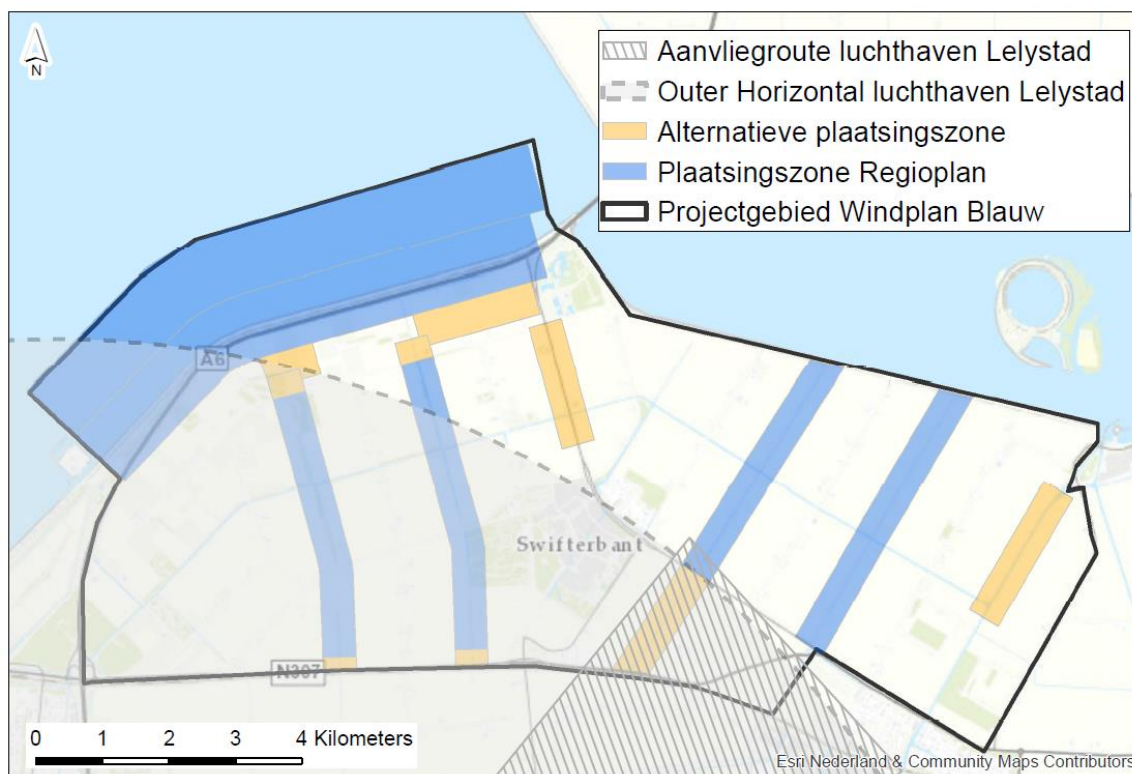 N
Aanvliegroute luchthaven Lelystad
Outer Horizontal luchthaven Lelystad
Alternatieve plaatsingszone
Plaatsingszone Regioplan
Projectgebied Windplan Blauw
A6
Swifterbant
N307
0 1 2 3 4 Kilometers
Esri Nederland & Community Maps Contributors